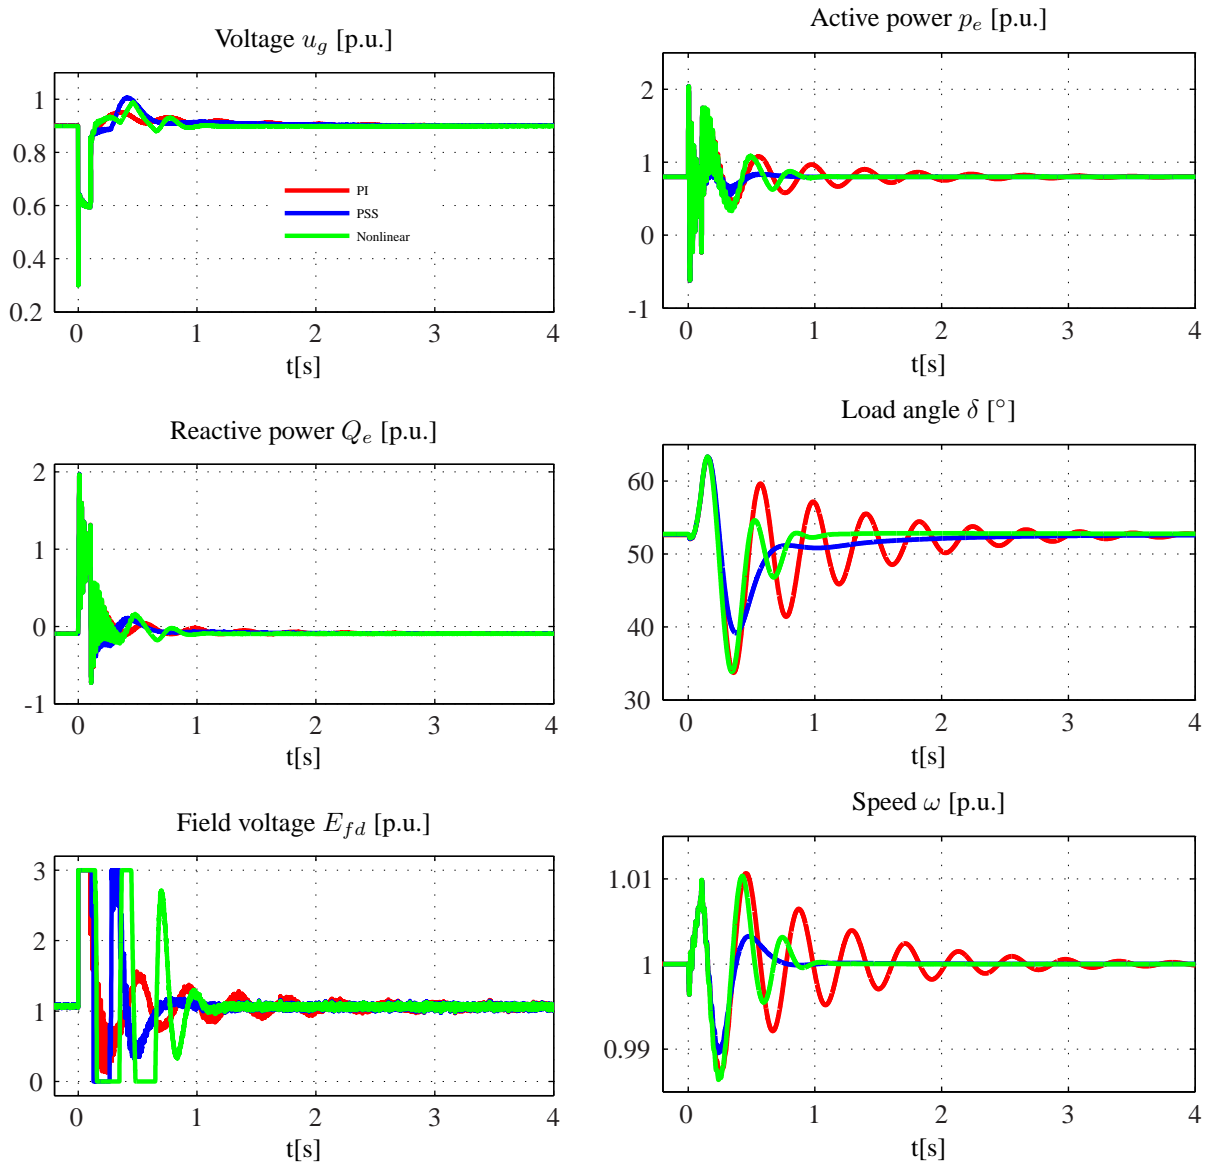 Voltage u_g [p.u.]
1
0.8
0.6
0.4
0.2
0 1 2 3 4
t[s]
PI
PSS
Nonlinear
Active power p_e [p.u.]
2
1
0
-1
0 1 2 3 4
t[s]
Reactive power Q_e [p.u.]
2
1
0
-1
0 1 2 3 4
t[s]
Load angle δ [°]
60
50
40
30
0 1 2 3 4
t[s]
Field voltage E_{fd} [p.u.]
3
2
1
0
0 1 2 3 4
t[s]
Speed ω [p.u.]
1.01
1
0.99
0 1 2 3 4
t[s]